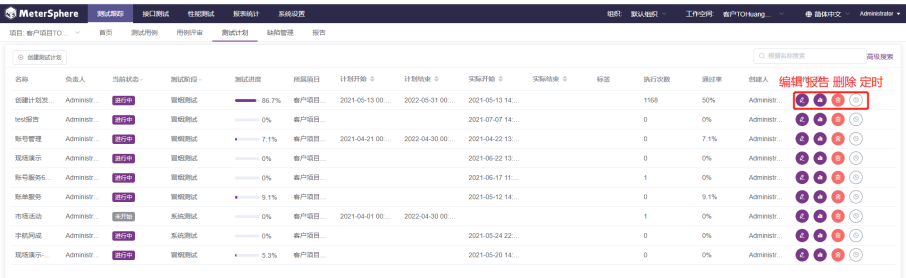 MeterSphere 测试跟踪 接口测试 性能测试 报表统计 系统设置 组织: 默认组织 工作空间: 客户TOHuang... 简体中文 Administrator
项目: 客户项目TO... 首页 测试用例 用例评审 测试计划 缺陷管理 报告
创建测试计划 根据名称搜索 高级搜索
编辑 报告 删除 定时
名称 负责人 当前状态 测试阶段 测试进度 所属项目 计划开始 计划结束 实际开始 实际结束 标签 执行次数 通过率 创建人
创建计划发... Administr... 进行中 冒烟测试 86.7% 客户项目... 2021-05-13 00:... 2022-05-31 00:... 2021-05-13 14:... 1168 50% Administr...
test报告 Administr... 进行中 冒烟测试 0% 客户项目... 2021-07-07 14:... 0 0% Administr...
账号管理 Administr... 进行中 冒烟测试 7.1% 客户项目... 2021-04-21 00:... 2022-04-30 00:... 2021-04-22 13:... 0 7.1% Administr...
现场演示 Administr... 进行中 冒烟测试 0% 客户项目... 2021-06-22 13:... 0 0% Administr...
账号服务6... Administr... 进行中 冒烟测试 0% 客户项目... 2021-06-17 11:... 1 0% Administr...
账单服务 Administr... 进行中 冒烟测试 9.1% 客户项目... 2021-05-12 14:... 0 9.1% Administr...
市场活动 Administr... 未开始 系统测试 0% 客户项目... 2021-04-01 00:... 2022-04-30 00:... 1 0% Administr...
宇航网成 Administr... 进行中 系统测试 0% 客户项目... 2021-05-24 22:... 0 0% Administr...
现场演示-... Administr... 进行中 冒烟测试 5.3% 客户项目... 2021-05-20 14:... 0 0% Administr...